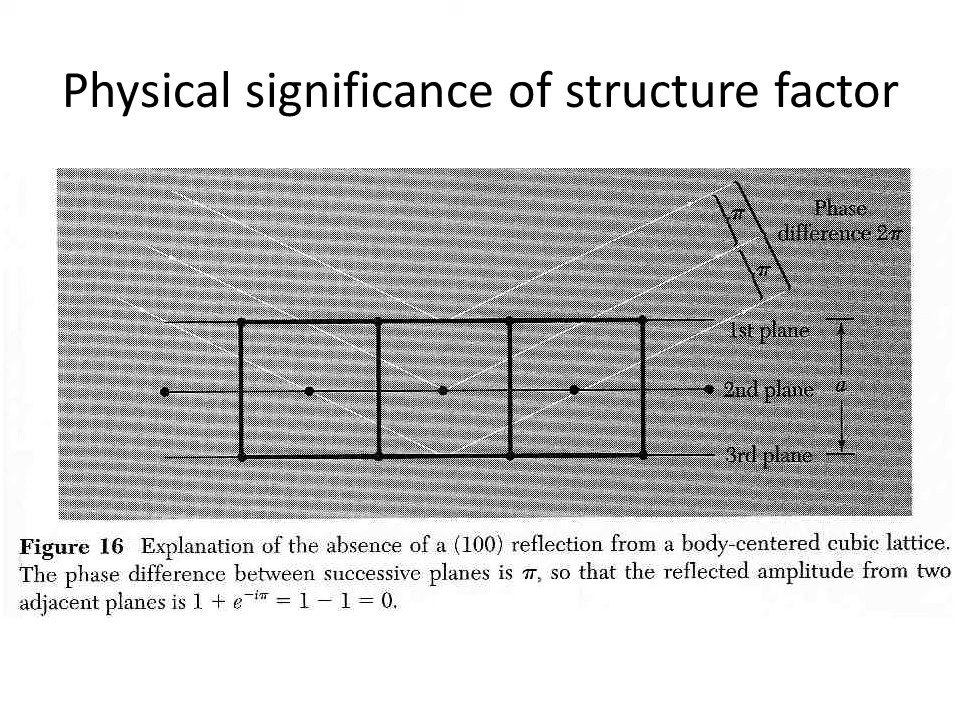 Physical significance of structure factor
π
Phase
difference 2π
π
1st plane
2nd plane
a
3rd plane
Figure 16 Explanation of the absence of a (100) reflection from a body-centered cubic lattice.
The phase difference between successive planes is π, so that the reflected amplitude from two
adjacent planes is 1 + e⁻ⁱᵖ = 1 − 1 = 0.